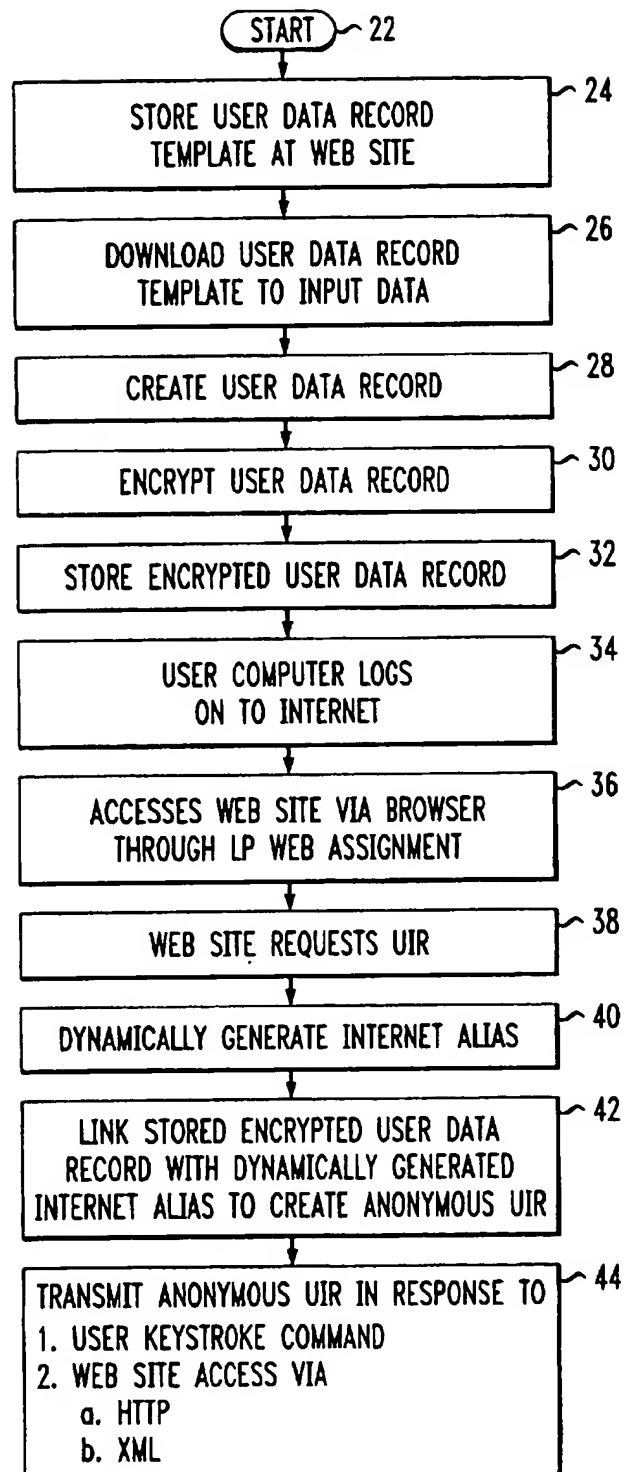 START 22
24
STORE USER DATA RECORD
TEMPLATE AT WEB SITE
26
DOWNLOAD USER DATA RECORD
TEMPLATE TO INPUT DATA
28
CREATE USER DATA RECORD
30
ENCRYPT USER DATA RECORD
32
STORE ENCRYPTED USER DATA RECORD
34
USER COMPUTER LOGS
ON TO INTERNET
36
ACCESSES WEB SITE VIA BROWSER
THROUGH LP WEB ASSIGNMENT
38
WEB SITE REQUESTS UIR
40
DYNAMICALLY GENERATE INTERNET ALIAS
42
LINK STORED ENCRYPTED USER DATA
RECORD WITH DYNAMICALLY GENERATED
INTERNET ALIAS TO CREATE ANONYMOUS UIR
44
TRANSMIT ANONYMOUS UIR IN RESPONSE TO
1. USER KEYSTROKE COMMAND
2. WEB SITE ACCESS VIA
a. HTTP
b. XML